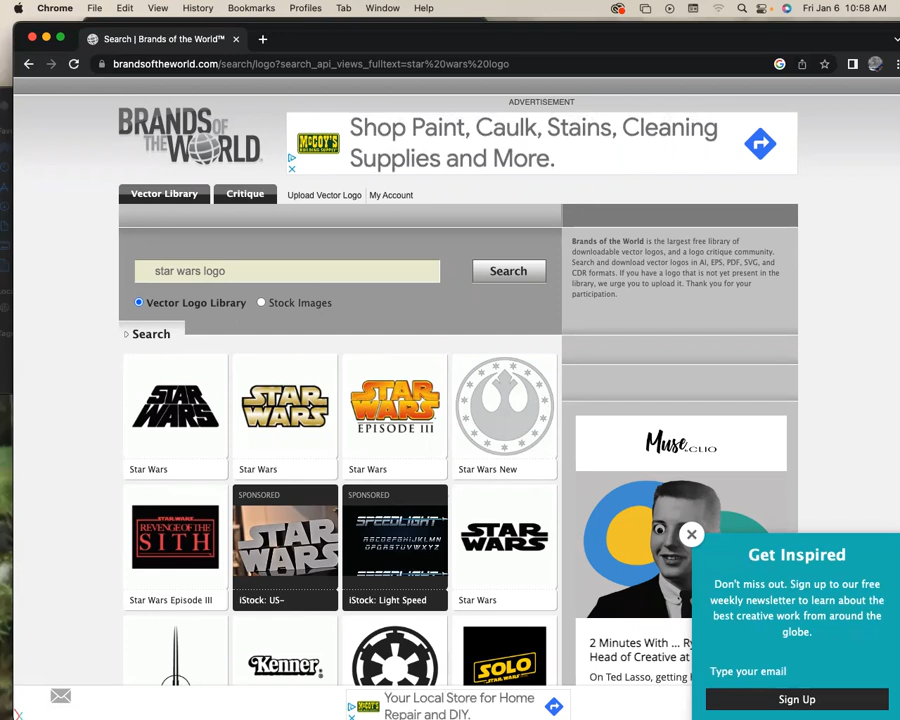 Chrome File Edit View History Bookmarks Profiles Tab Window Help Fri Jan 6 10:58 AM
Search | Brands of the World™
brandsoftheworld.com/search/logo?search_api_views_fulltext=star%20wars%20logo
ADVERTISEMENT
BRANDS OF THE WORLD
McCOY'S
Shop Paint, Caulk, Stains, Cleaning
Supplies and More.
Vector Library Critique Upload Vector Logo My Account
Brands of the World is the largest free library of
downloadable vector logos, and a logo critique community.
Search and download vector logos in AI, EPS, PDF, SVG, and
CDR formats. If you have a logo that is not yet present in the
library, we urge you to upload it. Thank you for your
participation.
star wars logo
Search
Vector Logo Library Stock Images
Search
STAR WARS
STAR WARS
STAR WARS
EPISODE III
Star Wars Star Wars Star Wars Star Wars New
STAR WARS
REVENGE OF THE
SITH
SPONSORED
STAR WARS
SPONSORED
SPEEDLIGHT
ABCDEFGHIJKLM
NOPQRSTUVWXYZ
STAR WARS
Star Wars Episode III iStock: US- iStock: Light Speed Star Wars
Kenner.
SOLO
Muse by CLIO
2 Minutes With ... Ry
Head of Creative at
On Ted Lasso, getting
Get Inspired
Don't miss out. Sign up to our free
weekly newsletter to learn about the
best creative work from around the
globe.
Type your email
Sign Up
McCOY'S
Your Local Store for Home
Repair and DIY.